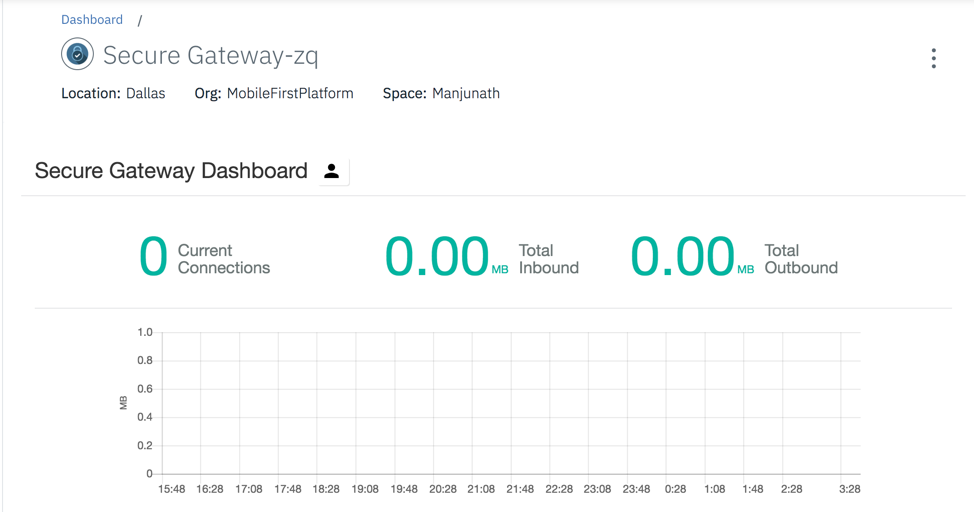 Dashboard /
Secure Gateway-zq
Location: Dallas Org: MobileFirstPlatform Space: Manjunath
Secure Gateway Dashboard
0 Current Connections
0.00 MB Total Inbound
0.00 MB Total Outbound
1.0
0.8
0.6
MB
0.4
0.2
0
15:48 16:28 17:08 17:48 18:28 19:08 19:48 20:28 21:08 21:48 22:28 23:08 23:48 0:28 1:08 1:48 2:28 3:28